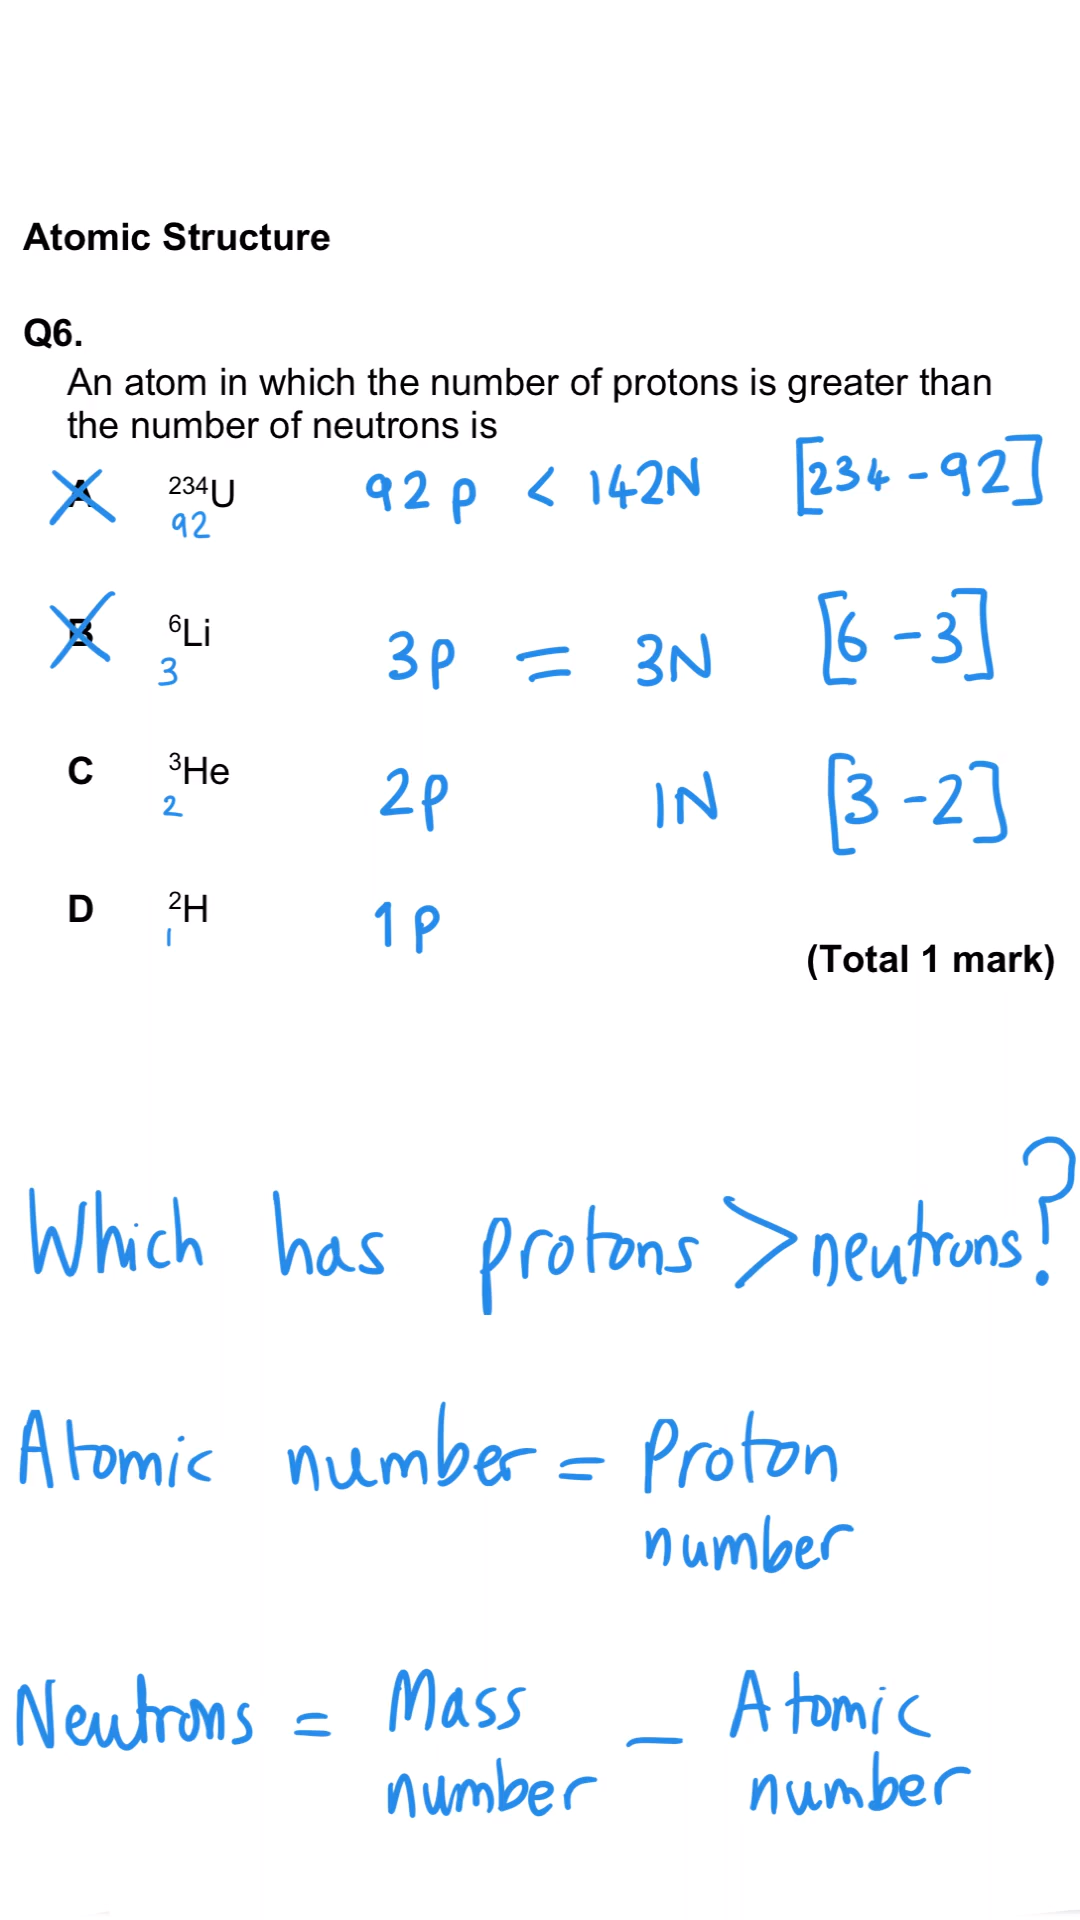 Atomic Structure
Q6.
An atom in which the number of protons is greater than
the number of neutrons is
A ²³⁴U 92 92p < 142N [234-92]
B ⁶Li 3 3p = 3N [6-3]
C ³He 2 2p 1N [3-2]
D ²H 1 1p
(Total 1 mark)
Which has protons > neutrons?
Atomic number = Proton
number
Neutrons = Mass – Atomic
number number